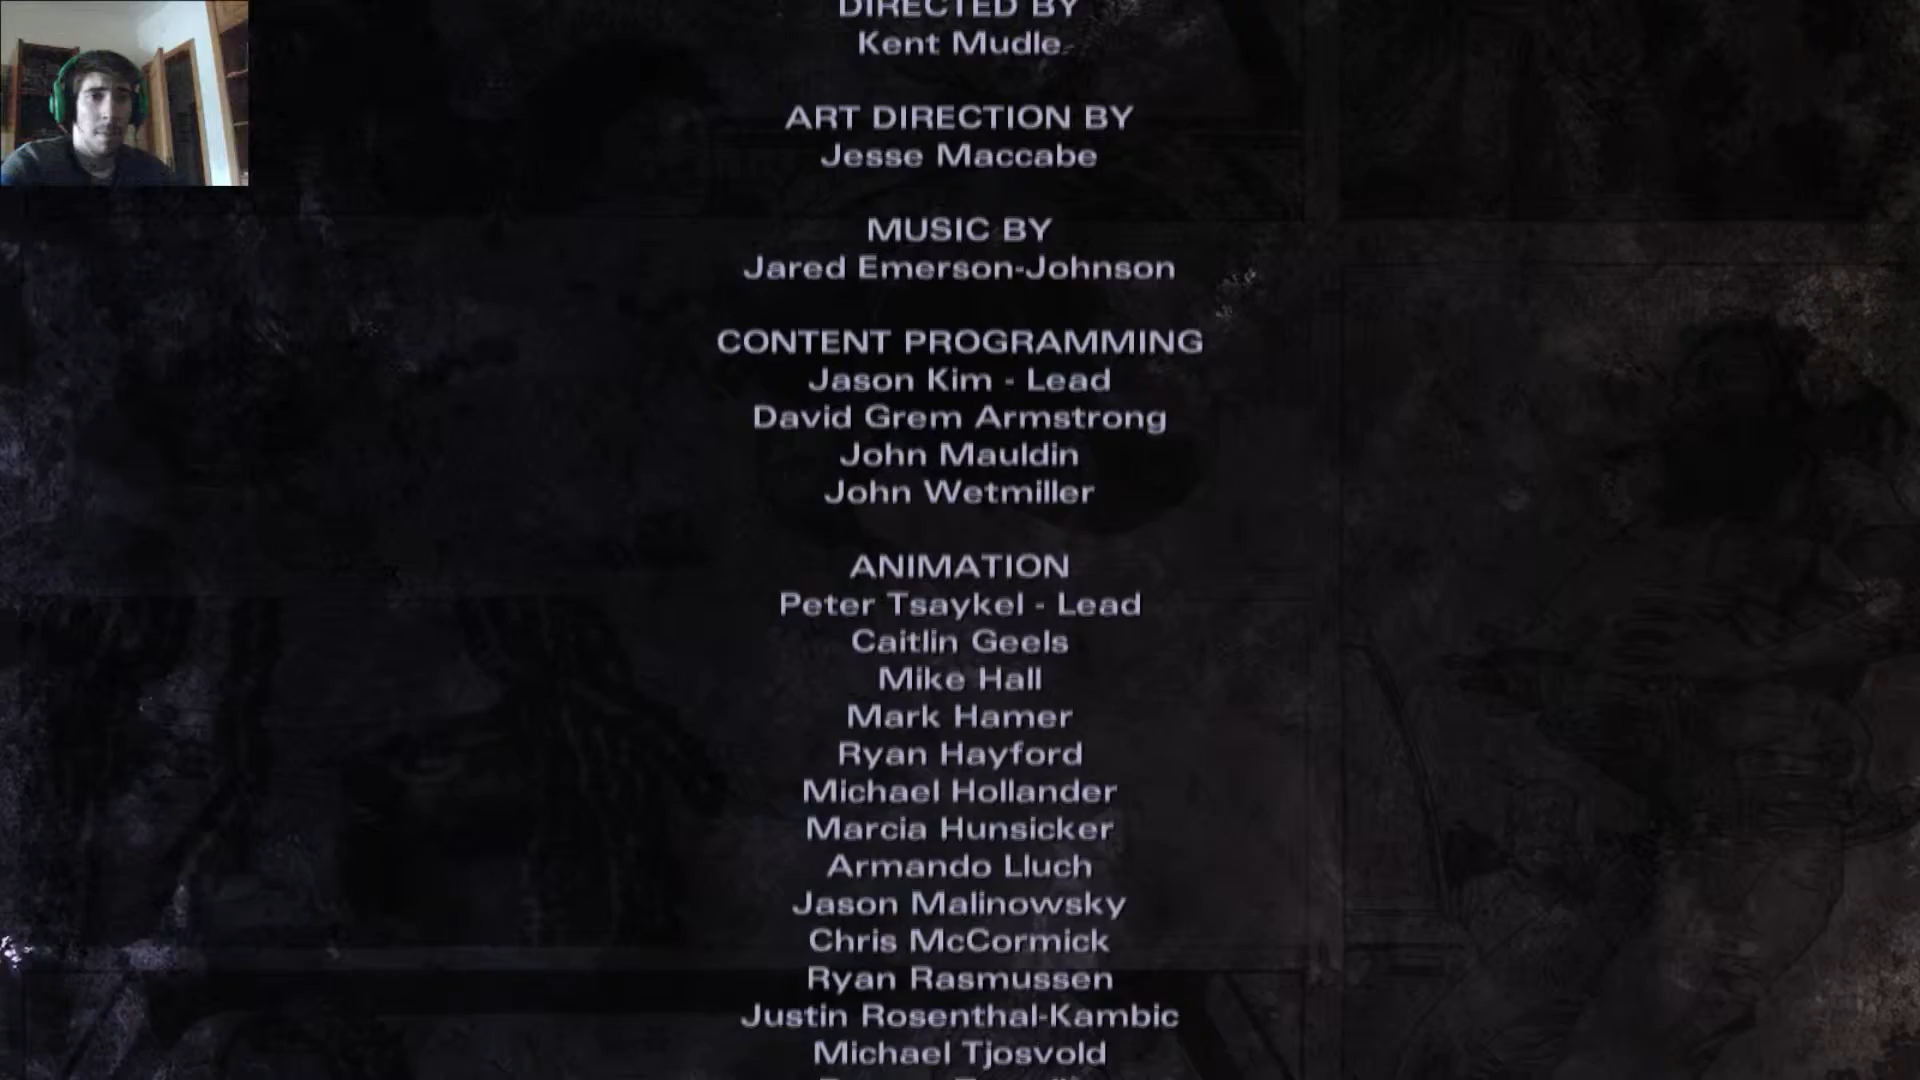 DIRECTED BY
Kent Mudle
ART DIRECTION BY
Jesse Maccabe
MUSIC BY
Jared Emerson-Johnson
CONTENT PROGRAMMING
Jason Kim - Lead
David Grem Armstrong
John Mauldin
John Wetmiller
ANIMATION
Peter Tsaykel - Lead
Caitlin Geels
Mike Hall
Mark Hamer
Ryan Hayford
Michael Hollander
Marcia Hunsicker
Armando Lluch
Jason Malinowsky
Chris McCormick
Ryan Rasmussen
Justin Rosenthal-Kambic
Michael Tjosvold